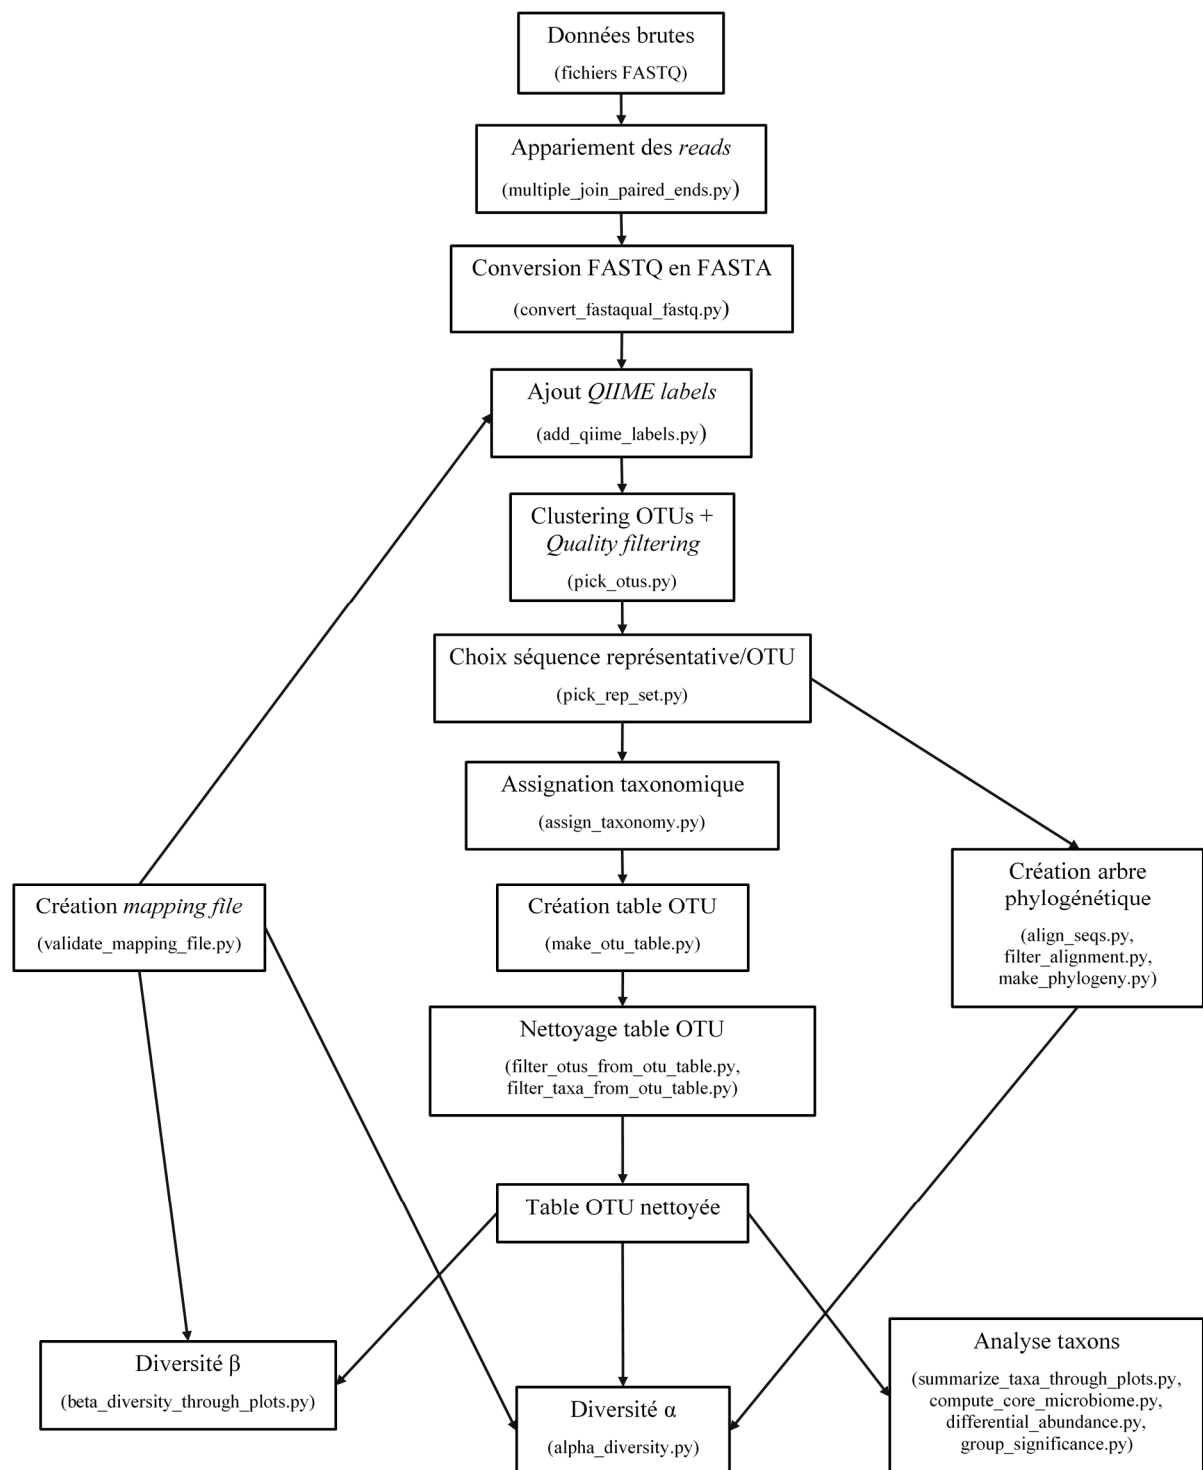 Données brutes
(fichiers FASTQ)
Appariement des reads
(multiple_join_paired_ends.py)
Conversion FASTQ en FASTA
(convert_fastaqual_fastq.py)
Ajout QIIME labels
(add_qiime_labels.py)
Clustering OTUs +
Quality filtering
(pick_otus.py)
Choix séquence représentative/OTU
(pick_rep_set.py)
Assignation taxonomique
(assign_taxonomy.py)
Création mapping file
(validate_mapping_file.py)
Création table OTU
(make_otu_table.py)
Création arbre
phylogénétique
(align_seqs.py,
filter_alignment.py,
make_phylogeny.py)
Nettoyage table OTU
(filter_otus_from_otu_table.py,
filter_taxa_from_otu_table.py)
Table OTU nettoyée
Diversité β
(beta_diversity_through_plots.py)
Diversité α
(alpha_diversity.py)
Analyse taxons
(summarize_taxa_through_plots.py,
compute_core_microbiome.py,
differential_abundance.py,
group_significance.py)